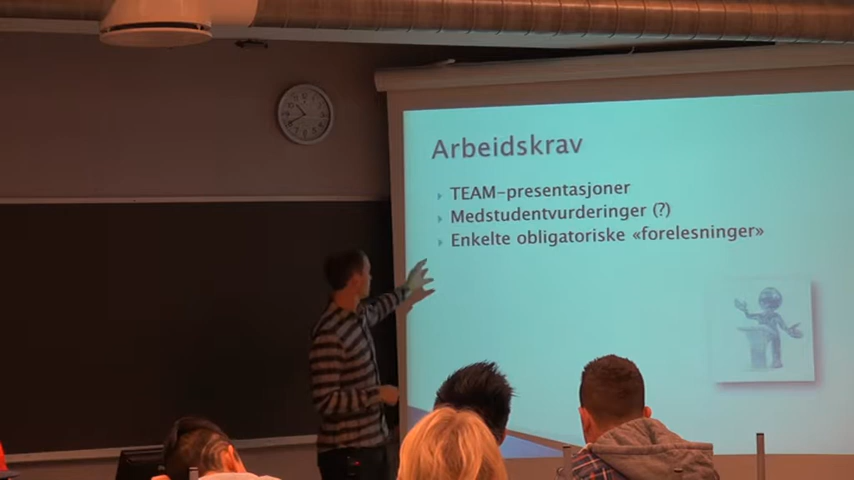 Arbeidskrav
TEAM-presentasjoner
Medstudentvurderinger (?)
Enkelte obligatoriske «forelesninger»